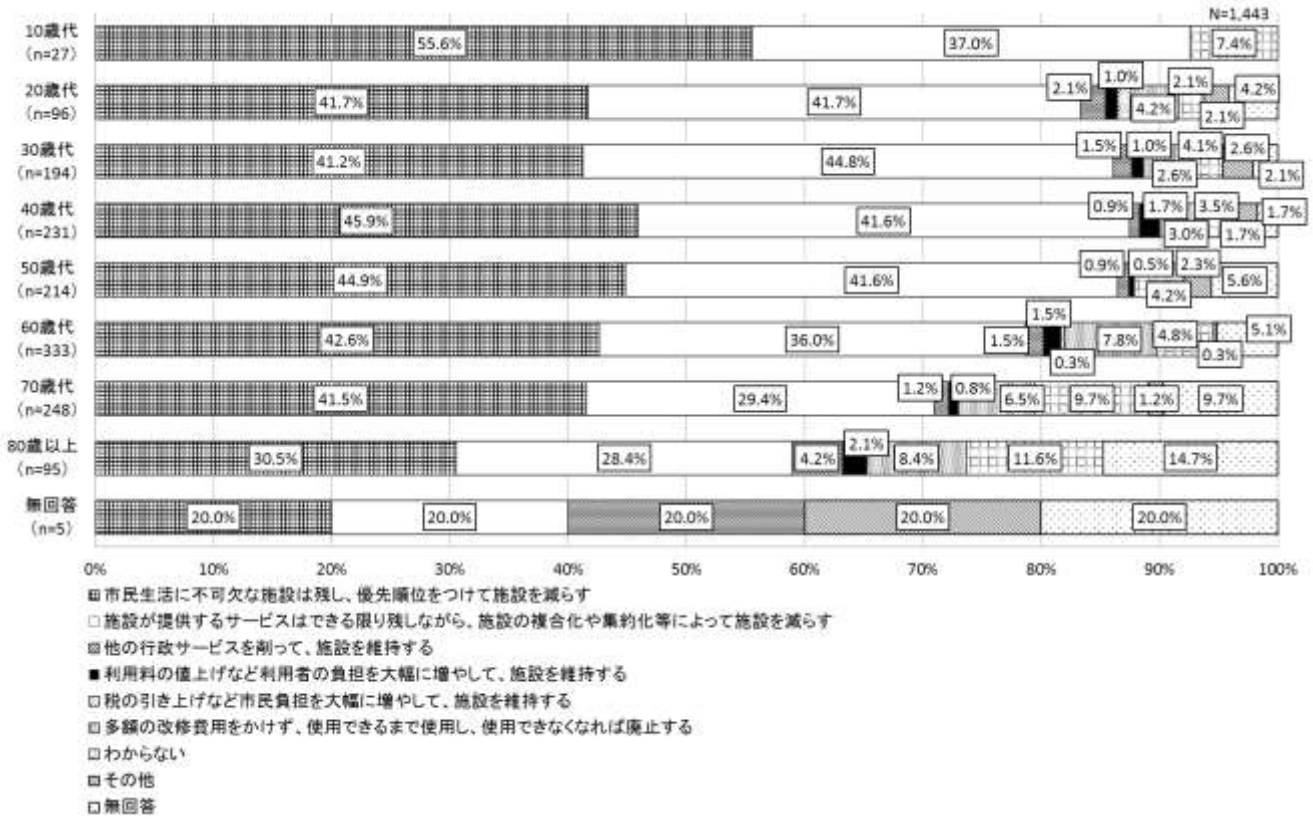 N=1,443
10歳代
(n=27)
55.6% 37.0% 7.4%
20歳代
(n=96)
41.7% 41.7% 2.1% 1.0% 4.2% 2.1% 2.1% 4.2%
30歳代
(n=194)
41.2% 44.8% 1.5% 1.0% 2.6% 4.1% 2.6% 2.1%
40歳代
(n=231)
45.9% 41.6% 0.9% 1.7% 3.0% 3.5% 1.7% 1.7%
50歳代
(n=214)
44.9% 41.6% 0.9% 0.5% 4.2% 2.3% 5.6%
60歳代
(n=333)
42.6% 36.0% 1.5% 1.5% 0.3% 7.8% 4.8% 0.3% 5.1%
70歳代
(n=248)
41.5% 29.4% 1.2% 0.8% 6.5% 9.7% 1.2% 9.7%
80歳以上
(n=95)
30.5% 28.4% 4.2% 2.1% 8.4% 11.6% 14.7%
無回答
(n=5)
20.0% 20.0% 20.0% 20.0% 20.0%
0% 10% 20% 30% 40% 50% 60% 70% 80% 90% 100%
市民生活に不可欠な施設は残し、優先順位をつけて施設を減らす
施設が提供するサービスはできる限り残しながら、施設の複合化や集約化等によって施設を減らす
他の行政サービスを削って、施設を維持する
利用料の値上げなど利用者の負担を大幅に増やして、施設を維持する
税の引き上げなど市民負担を大幅に増やして、施設を維持する
多額の改修費用をかけず、使用できるまで使用し、使用できなくなれば廃止する
わからない
その他
無回答